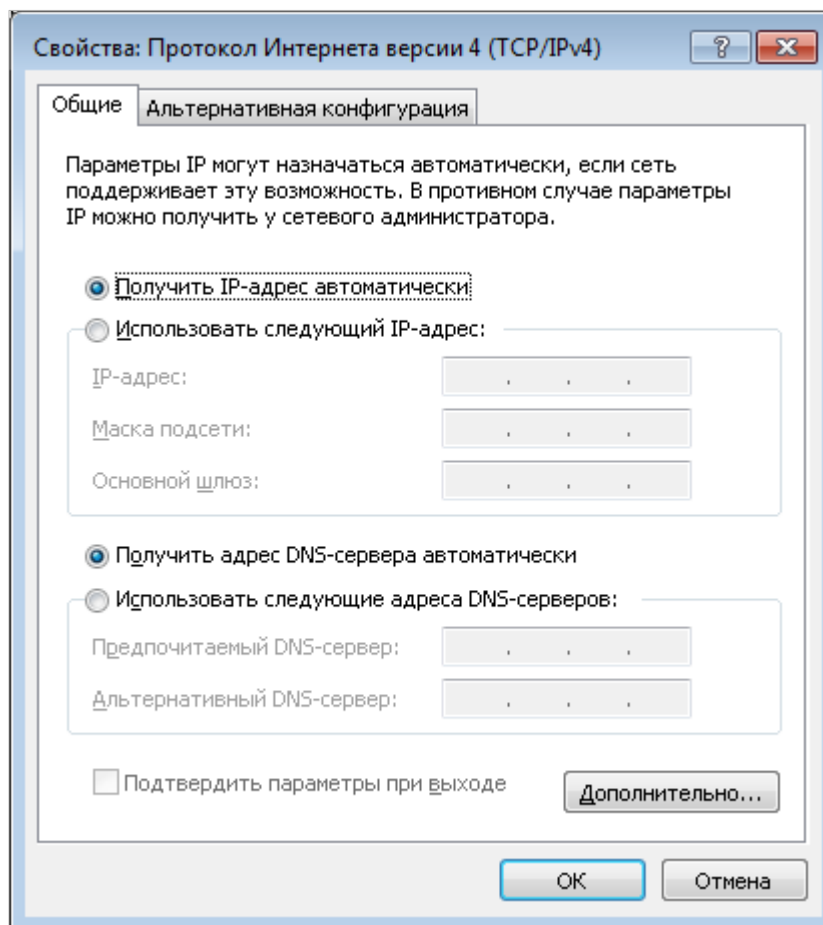 Свойства: Протокол Интернета версии 4 (TCP/IPv4)
Общие
Альтернативная конфигурация
Параметры IP могут назначаться автоматически, если сеть
поддерживает эту возможность. В противном случае параметры
IP можно получить у сетевого администратора.
Получить IP-адрес автоматически
Использовать следующий IP-адрес:
IP-адрес:
Маска подсети:
Основной шлюз:
Получить адрес DNS-сервера автоматически
Использовать следующие адреса DNS-серверов:
Предпочитаемый DNS-сервер:
Альтернативный DNS-сервер:
Подтвердить параметры при выходе
Дополнительно...
ОК
Отмена